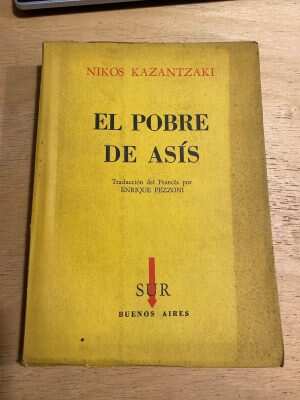 NIKOS KAZANTZAKI
EL POBRE
DE ASÍS
Traducción del Francés por
ENRIQUE PEZZONI
SUR
BUENOS AIRES